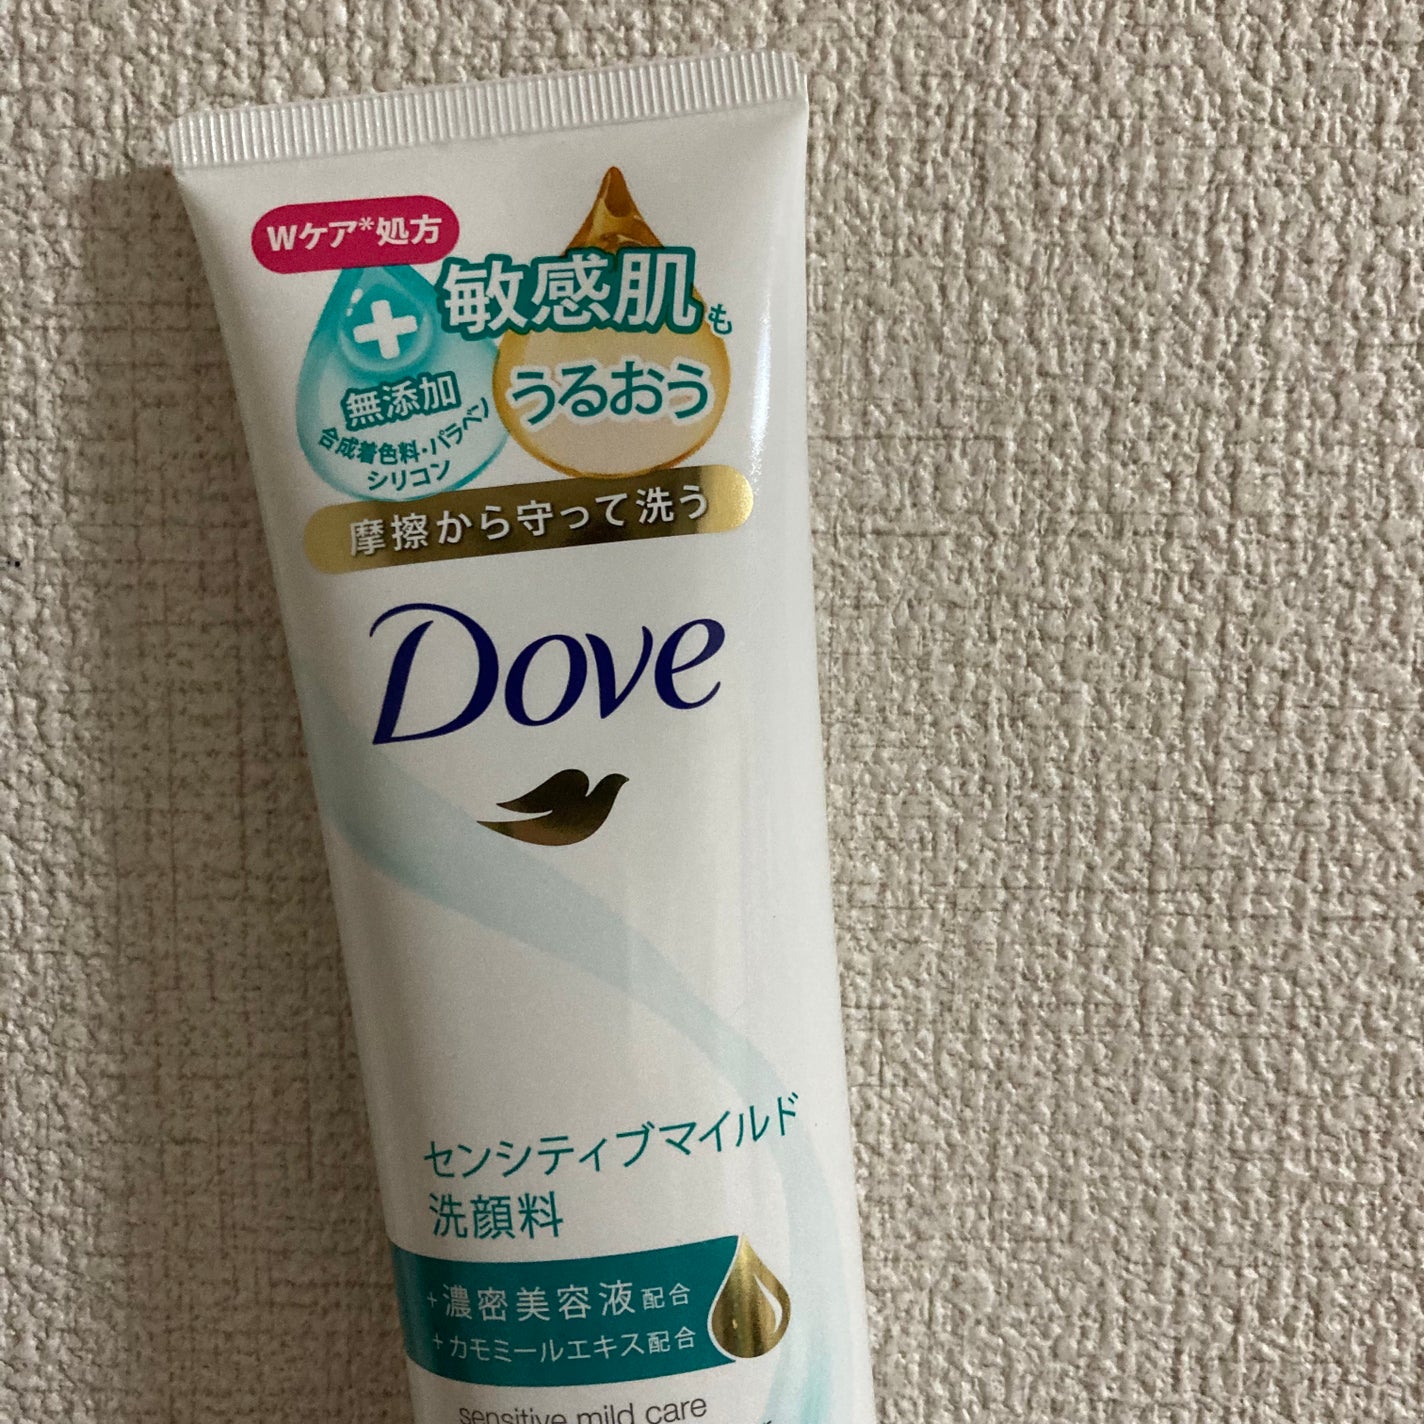 Wケア*処方
敏感肌も
うるおう
無添加
合成着色料・パラベン
シリコン
摩擦から守って洗う
Dove
センシティブマイルド
洗顔料
+濃密美容液配合
+カモミールエキス配合
sensitive mild care